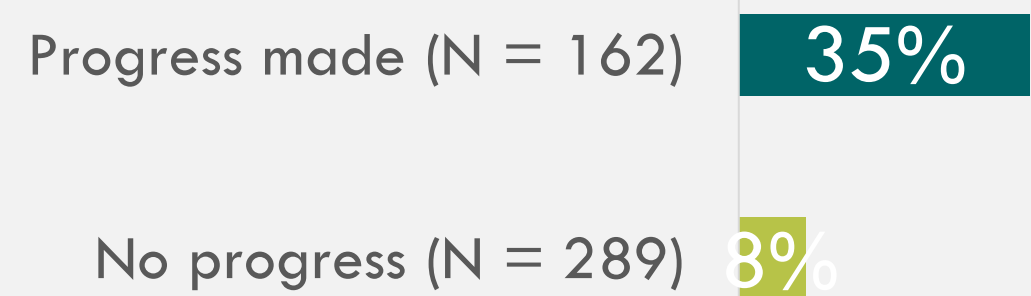 Progress made (N = 162) 35%
No progress (N = 289) 8%